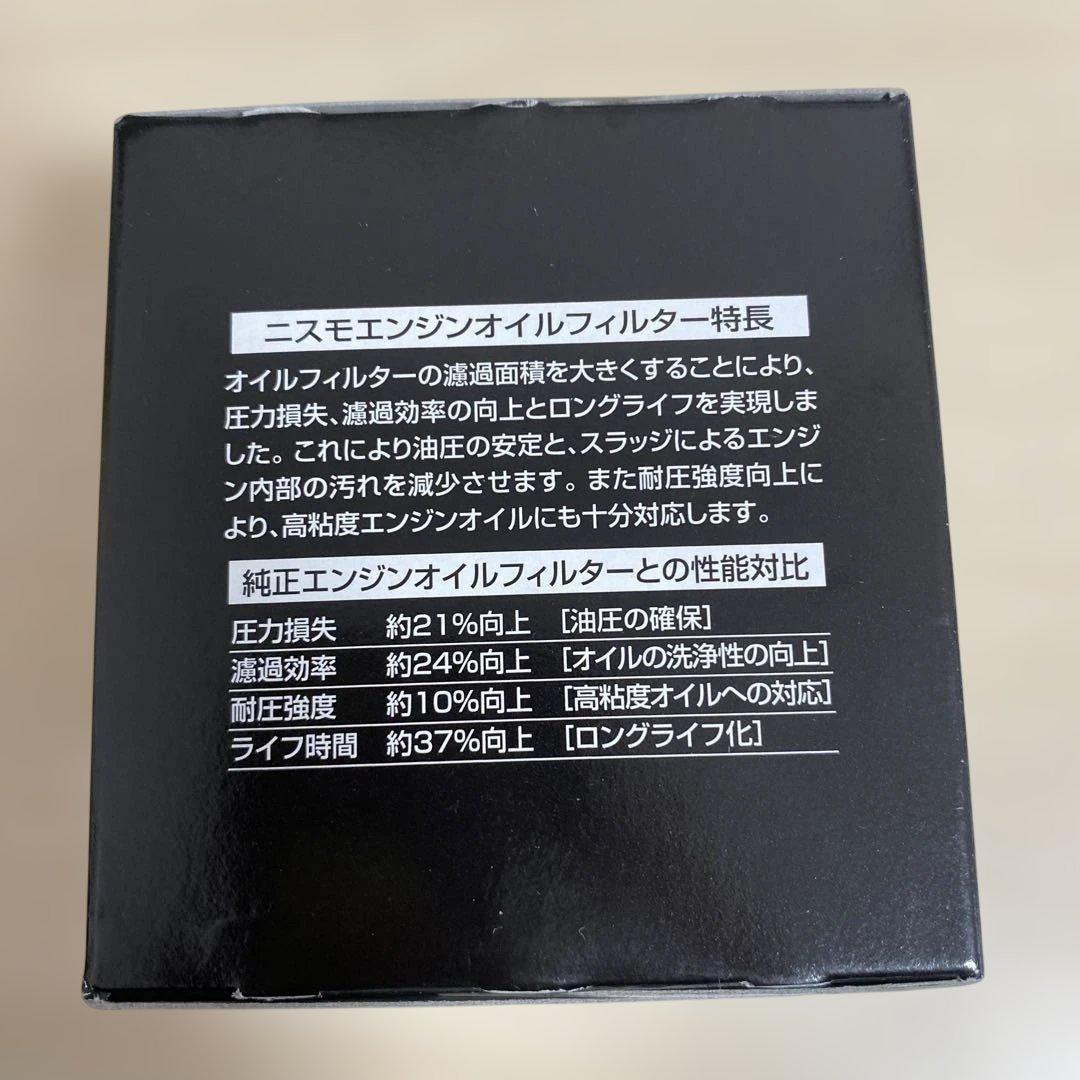 ニスモエンジンオイルフィルター特長
オイルフィルターの濾過面積を大きくすることにより、
圧力損失、濾過効率の向上とロングライフを実現しま
した。これにより油圧の安定と、スラッジによるエンジ
ン内部の汚れを減少させます。また耐圧強度向上に
より、高粘度エンジンオイルにも十分対応します。
純正エンジンオイルフィルターとの性能対比
圧力損失 約21%向上 [油圧の確保]
濾過効率 約24%向上 [オイルの洗浄性の向上]
耐圧強度 約10%向上 [高粘度オイルへの対応]
ライフ時間 約37%向上 [ロングライフ化]